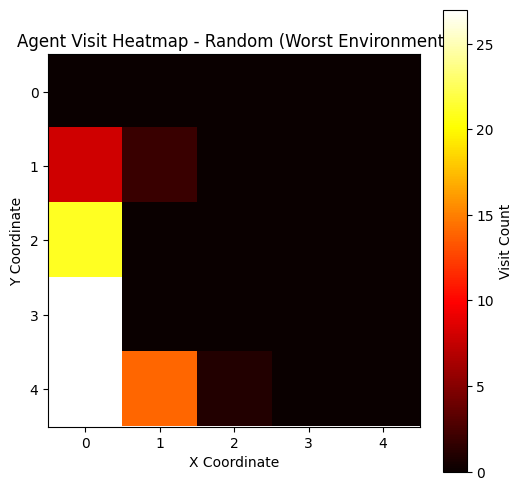 Agent Visit Heatmap - Random (Worst Environment
25
20
15
10
5
0
Visit Count
0
1
2
3
4
Y Coordinate
0 1 2 3 4
X Coordinate